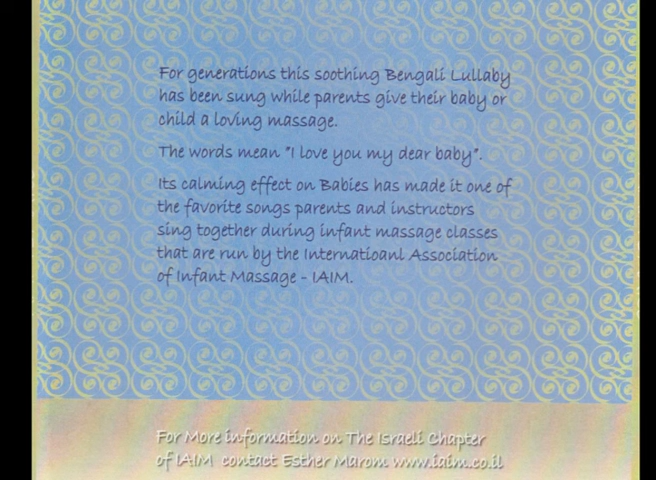 For generations this soothing Bengali Lullaby
has been sung while parents give their baby or
child a loving massage.
The words mean "I love you my dear baby".
Its calming effect on Babies has made it one of
the favorite songs parents and instructors
sing together during infant massage classes
that are run by the Internatioanl Association
of Infant Massage - IAIM.
For More information on The Israeli Chapter
of IAIM contact Esther Marom www.iaim.co.il